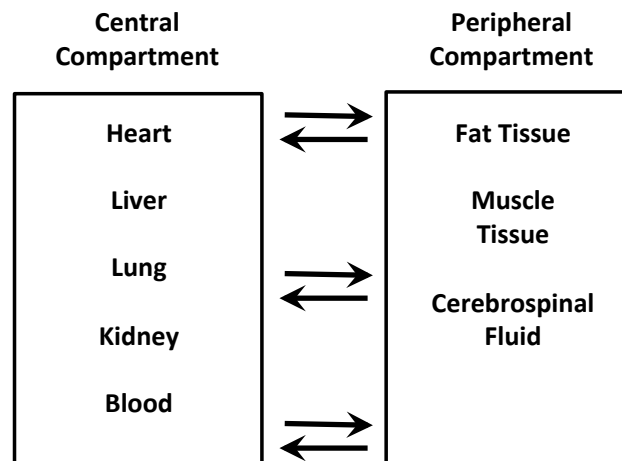 Central
Compartment
Peripheral
Compartment
Heart
Liver
Lung
Kidney
Blood
Fat Tissue
Muscle
Tissue
Cerebrospinal
Fluid